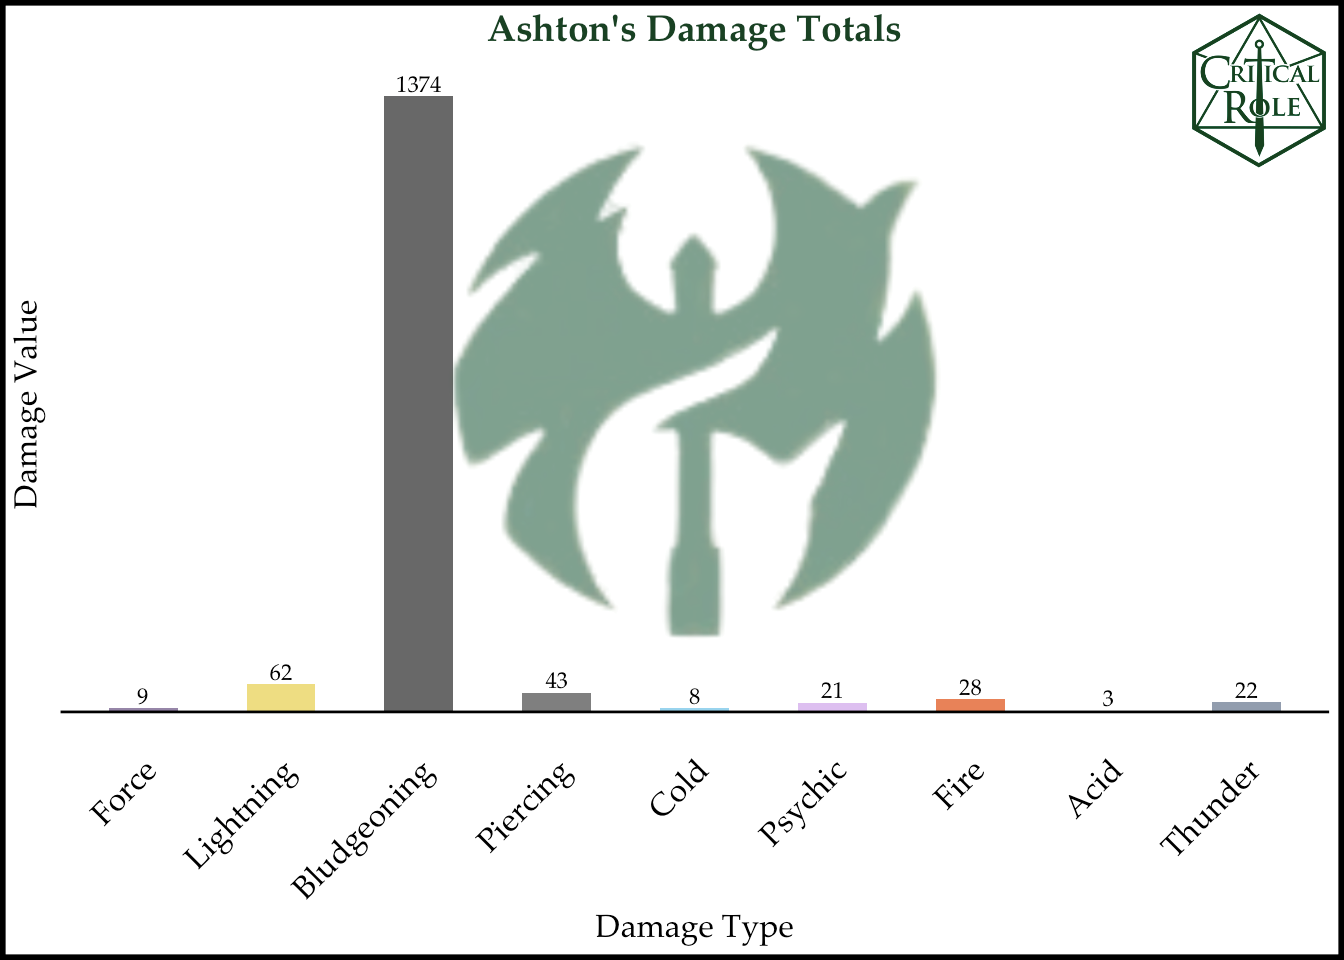 Ashton's Damage Totals
CRITICAL
ROLE
Damage Value
1374
9
62
43
8
21
28
3
22
Force
Lightning
Bludgeoning
Piercing
Cold
Psychic
Fire
Acid
Thunder
Damage Type